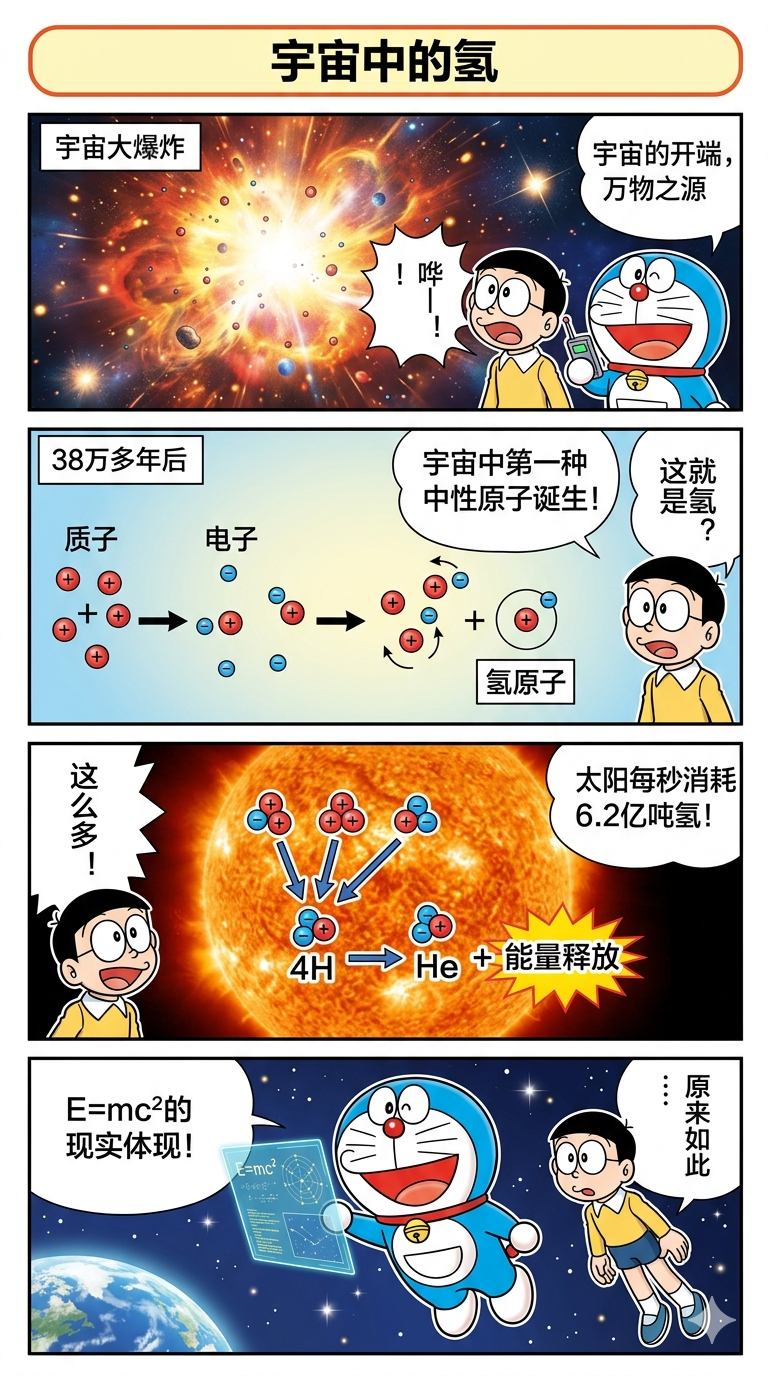 宇宙中的氢
宇宙大爆炸
宇宙的开端，
万物之源
哗—！
！
38万多年后
宇宙中第一种
中性原子诞生！
这就
是氢？
质子
电子
+
+
+
+
+
+
−
−
+
−
+
−
−
+
+
−
−
+
+
+
−
氢原子
这么多！
太阳每秒消耗
6.2亿吨氢！
+
−
+
+
+
+
+
−
+
−
−
−
+
−
−
+
4H
He
+
能量释放
E=mc²的
现实体现！
E=mc²
原来如此
……